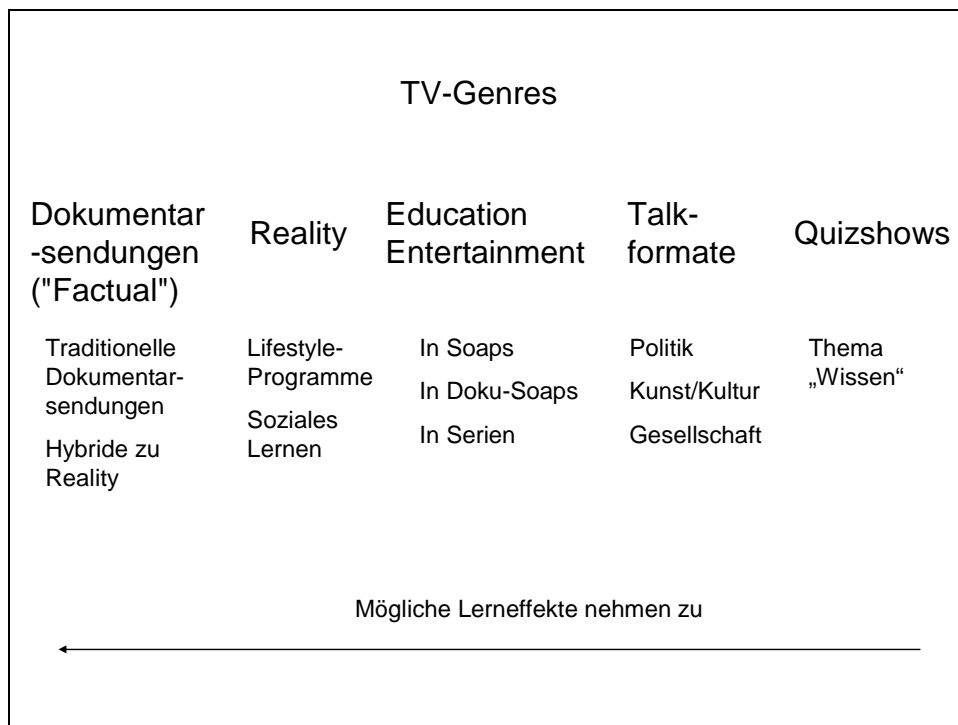 TV-Genres
Dokumentar
-sendungen
("Factual")
Traditionelle
Dokumentar-
sendungen
Hybride zu
Reality
Reality
Lifestyle-
Programme
Soziales
Lernen
Education
Entertainment
In Soaps
In Doku-Soaps
In Serien
Talk-
formate
Politik
Kunst/Kultur
Gesellschaft
Quizshows
Thema
„Wissen“
Mögliche Lerneffekte nehmen zu